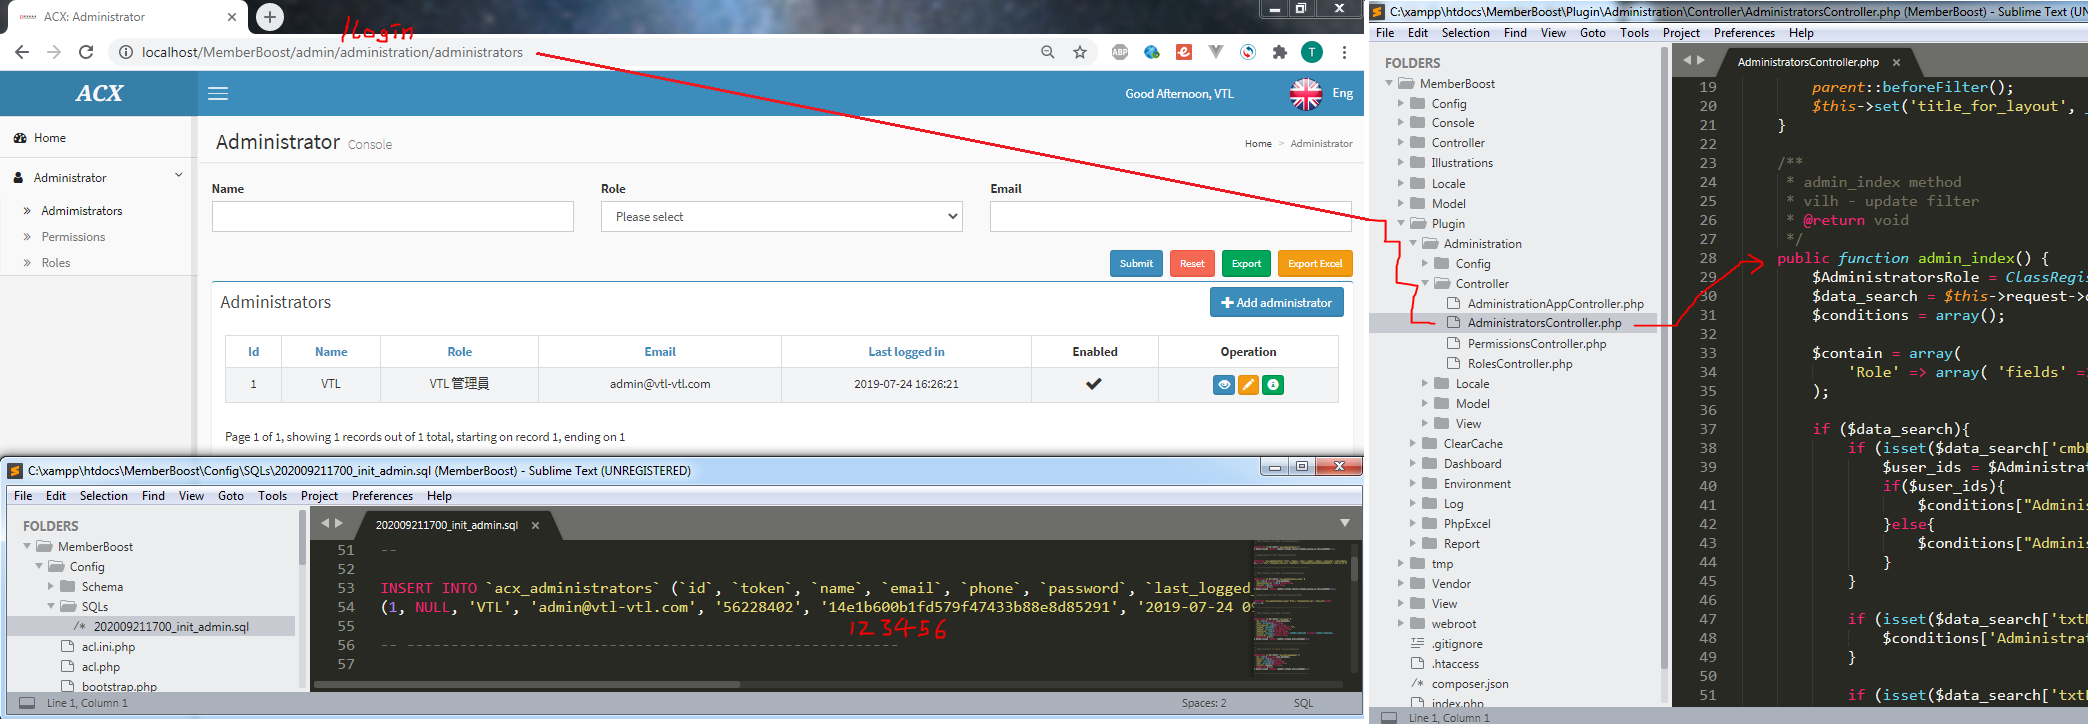 ACX: Administrator
/login
localhost/MemberBoost/admin/administration/administrators
ABP
T
ACX
Good Afternoon, VTL
Eng
Home
Administrator
Admimistrators
Permissions
Roles
Administrator Console
Home > Administrator
Name
Role
Email
Please select
Submit
Reset
Export
Export Excel
Administrators
Add administrator
Id Name Role Email Last logged in Enabled Operation
1 VTL VTL 管理員 admin@vtl-vtl.com 2019-07-24 16:26:21
Page 1 of 1, showing 1 records out of 1 total, starting on record 1, ending on 1
C:\xampp\htdocs\MemberBoost\Config\SQLs\202009211700_init_admin.sql (MemberBoost) - Sublime Text (UNREGISTERED)
File Edit Selection Find View Goto Tools Project Preferences Help
FOLDERS
MemberBoost
Config
Schema
SQLs
/* 202009211700_init_admin.sql
acl.ini.php
acl.php
bootstrap.php
202009211700_init_admin.sql
51 --
52
53 INSERT INTO `acx_administrators` (`id`, `token`, `name`, `email`, `phone`, `password`, `last_logged_
54 (1, NULL, 'VTL', 'admin@vtl-vtl.com', '56228402', '14e1b600b1fd579f47433b88e8d85291', '2019-07-24 09
55
123456
56 -- --------------------------------------------------------
57
Line 1, Column 1
Spaces: 2
SQL
C:\xampp\htdocs\MemberBoost\Plugin\Administration\Controller\AdministratorsController.php (MemberBoost) - Sublime Text (UN
File Edit Selection Find View Goto Tools Project Preferences Help
FOLDERS
MemberBoost
Config
Console
Controller
Illustrations
Locale
Model
Plugin
Administration
Config
Controller
AdministrationAppController.php
AdministratorsController.php
PermissionsController.php
RolesController.php
Locale
Model
View
ClearCache
Dashboard
Environment
Log
PhpExcel
Report
tmp
Vendor
View
webroot
.gitignore
.htaccess
/* composer.json
index.php
AdministratorsController.php
19 parent::beforeFilter();
20 $this->set('title_for_layout', _
21 }
22
23 /**
24 * admin_index method
25 * vilh - update filter
26 * @return void
27 */
28 public function admin_index() {
29 $AdministratorsRole = ClassRegis
30 $data_search = $this->request->
31 $conditions = array();
32
33 $contain = array(
34 'Role' => array( 'fields' =
35 );
36
37 if ($data_search){
38 if (isset($data_search['cmb
39 $user_ids = $Administra
40 if($user_ids){
41 $conditions["Adminis
42 }else{
43 $conditions["Adminis
44 }
45 }
46
47 if (isset($data_search['txt
48 $conditions['Administrat
49 }
50
51 if (isset($data_search['txt
Line 1, Column 1